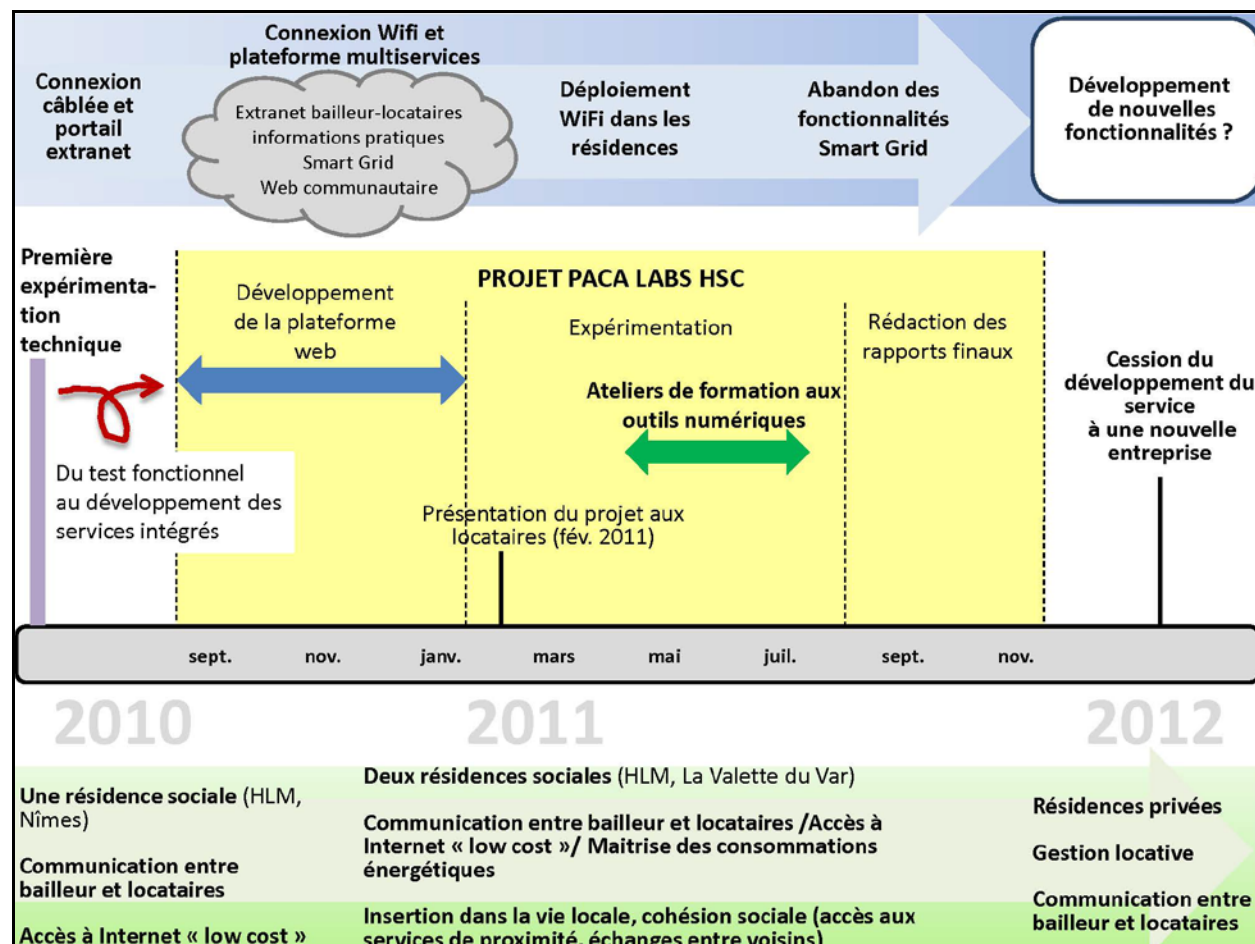 Connexion
câblée et
portail
extranet
Connexion Wifi et
plateforme multiservices
Extranet bailleur-locataires
informations pratiques
Smart Grid
Web communautaire
Déploiement
WiFi dans les
résidences
Abandon des
fonctionnalités
Smart Grid
Développement
de nouvelles
fonctionnalités ?
Première
expérimenta-
tion
technique
Du test fonctionnel
au développement des
services intégrés
PROJET PACA LABS HSC
Développement
de la plateforme
web
Expérimentation
Ateliers de formation aux
outils numériques
Présentation du projet aux
locataires (fév. 2011)
Rédaction des
rapports finaux
Cession du
développement du
service
à une nouvelle
entreprise
sept. nov. janv. mars mai juil. sept. nov.
2010 2011 2012
Une résidence sociale (HLM,
Nîmes)
Communication entre
bailleur et locataires
Accès à Internet « low cost »
Deux résidences sociales (HLM, La Valette du Var)
Communication entre bailleur et locataires /Accès à
Internet « low cost »/ Maitrise des consommations
énergétiques
Insertion dans la vie locale, cohésion sociale (accès aux
services de proximité, échanges entre voisins)
Résidences privées
Gestion locative
Communication entre
bailleur et locataires